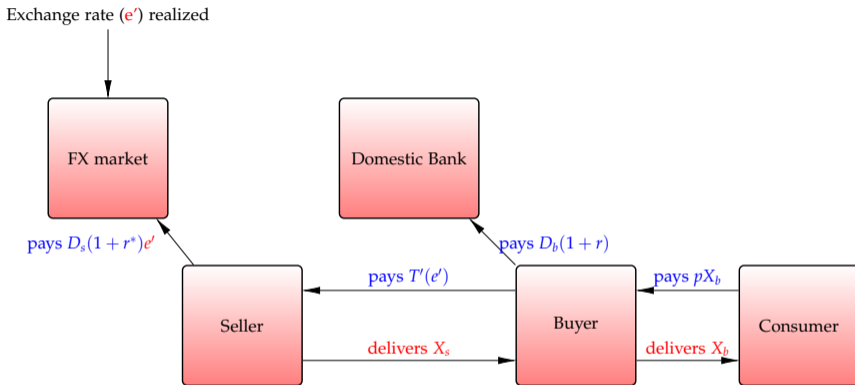 Exchange rate (e′) realized
FX market
Domestic Bank
pays D_s(1 + r*)e′
pays D_b(1 + r)
pays T′(e′)
pays pX_b
Seller
Buyer
Consumer
delivers X_s
delivers X_b